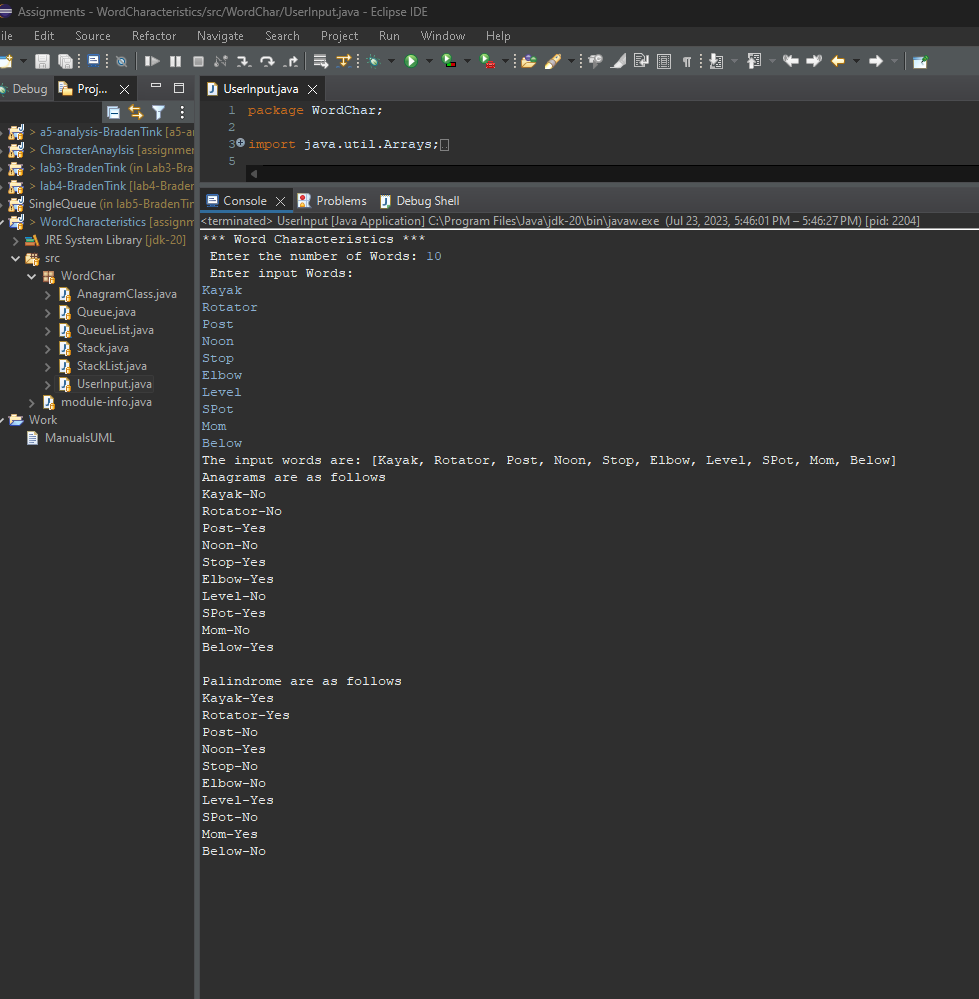 Assignments - WordCharacteristics/src/WordChar/UserInput.java - Eclipse IDE
ile Edit Source Refactor Navigate Search Project Run Window Help
Debug Proj...
> a5-analysis-BradenTink [a5-a
> CharacterAnaylsis [assignmer
> lab3-BradenTink (in Lab3-Bra
> lab4-BradenTink [lab4-Brader
SingleQueue (in lab5-BradenTir
> WordCharacteristics [assignm
JRE System Library [jdk-20]
src
WordChar
AnagramClass.java
Queue.java
QueueList.java
Stack.java
StackList.java
UserInput.java
module-info.java
Work
ManualsUML
UserInput.java
1 package WordChar;
2
3 import java.util.Arrays;
5
Console Problems Debug Shell
<terminated> UserInput [Java Application] C:\Program Files\Java\jdk-20\bin\javaw.exe (Jul 23, 2023, 5:46:01 PM – 5:46:27 PM) [pid: 2204]
*** Word Characteristics ***
Enter the number of Words: 10
Enter input Words:
Kayak
Rotator
Post
Noon
Stop
Elbow
Level
SPot
Mom
Below
The input words are: [Kayak, Rotator, Post, Noon, Stop, Elbow, Level, SPot, Mom, Below]
Anagrams are as follows
Kayak-No
Rotator-No
Post-Yes
Noon-No
Stop-Yes
Elbow-Yes
Level-No
SPot-Yes
Mom-No
Below-Yes
Palindrome are as follows
Kayak-Yes
Rotator-Yes
Post-No
Noon-Yes
Stop-No
Elbow-No
Level-Yes
SPot-No
Mom-Yes
Below-No